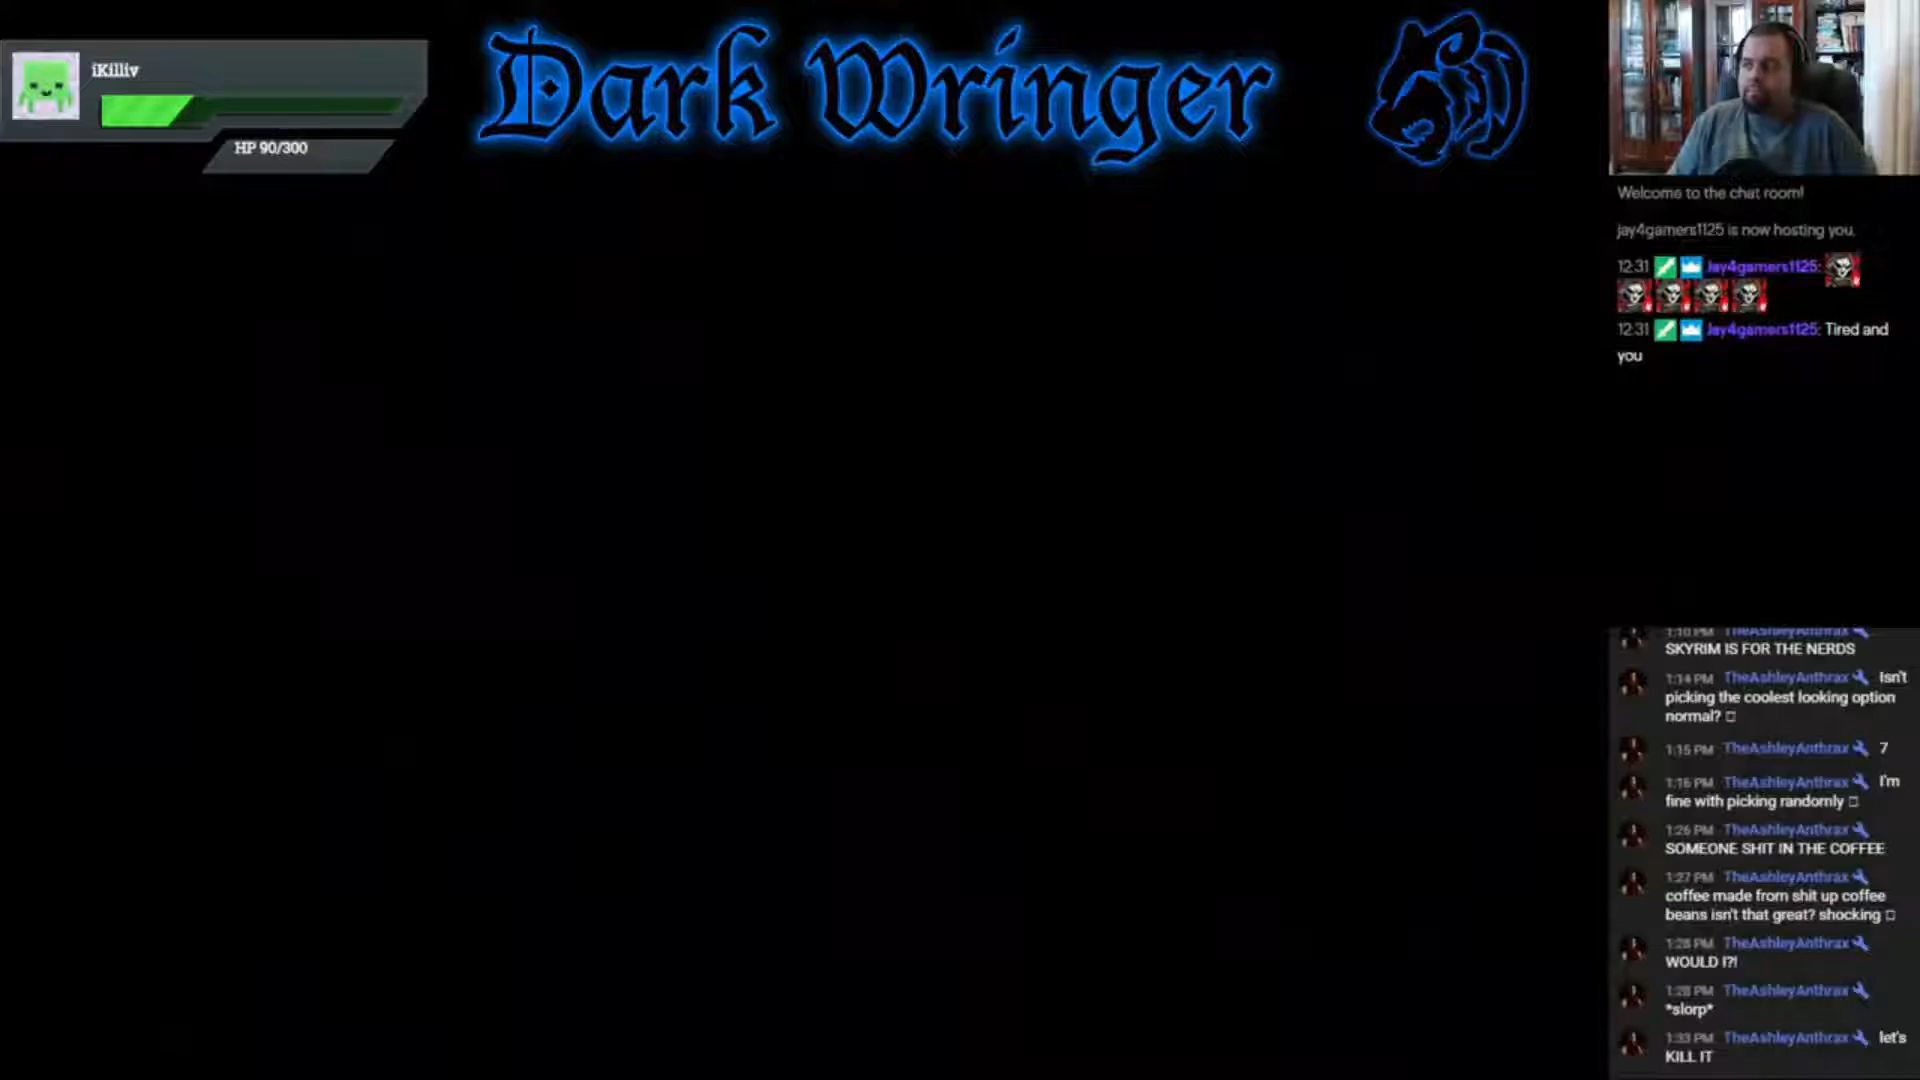 iKilliv
HP 90/300
Dark Wringer
Welcome to the chat room!
jay4gamers1125 is now hosting you.
12:31 Jay4gamers1125:
12:31 Jay4gamers1125: Tired and
you
1:10 PM TheAshleyAnthrax
SKYRIM IS FOR THE NERDS
1:14 PM TheAshleyAnthrax Isn't
picking the coolest looking option
normal? □
1:15 PM TheAshleyAnthrax 7
1:16 PM TheAshleyAnthrax I'm
fine with picking randomly □
1:26 PM TheAshleyAnthrax
SOMEONE SHIT IN THE COFFEE
1:27 PM TheAshleyAnthrax
coffee made from shit up coffee
beans isn't that great? shocking □
1:28 PM TheAshleyAnthrax
WOULD I?!
1:28 PM TheAshleyAnthrax
*slorp*
1:33 PM TheAshleyAnthrax let's
KILL IT